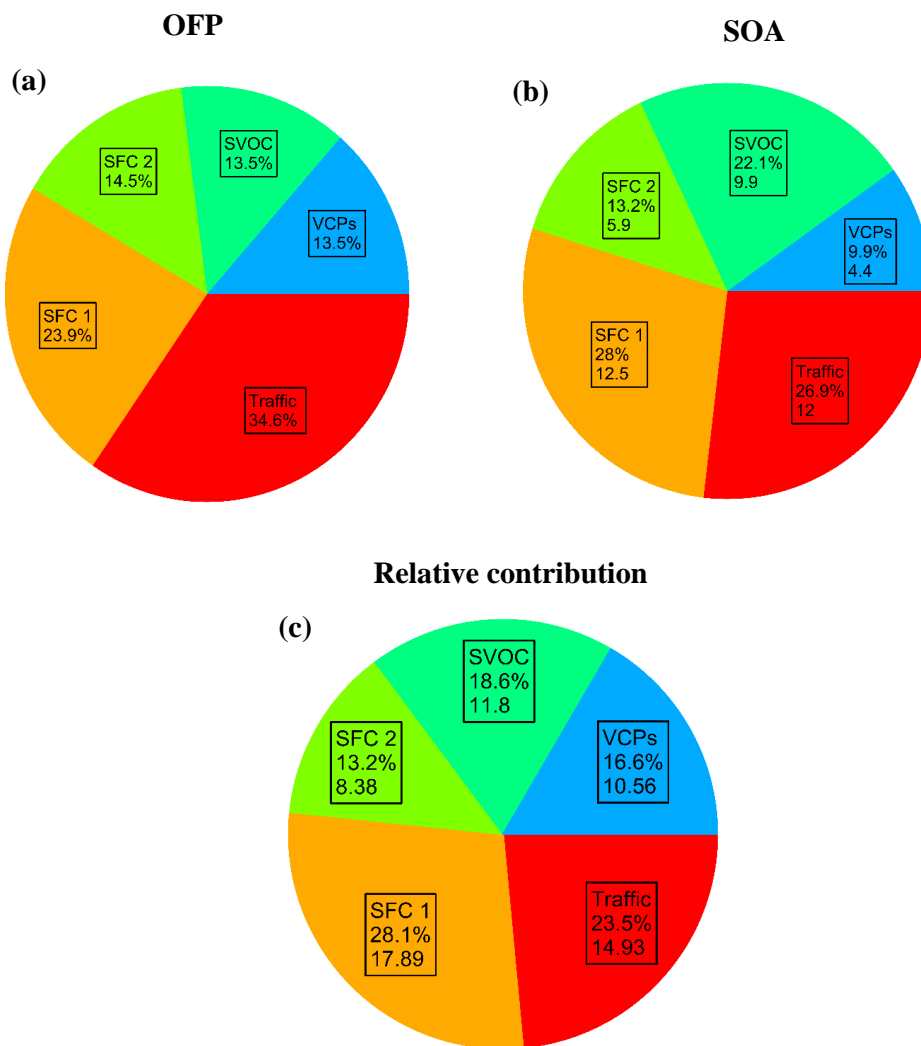 OFP
(a)
SVOC
13.5%
SFC 2
14.5%
VCPs
13.5%
SFC 1
23.9%
Traffic
34.6%
SOA
(b)
SVOC
22.1%
9.9
SFC 2
13.2%
5.9
VCPs
9.9%
4.4
SFC 1
28%
12.5
Traffic
26.9%
12
Relative contribution
(c)
SVOC
18.6%
11.8
SFC 2
13.2%
8.38
VCPs
16.6%
10.56
SFC 1
28.1%
17.89
Traffic
23.5%
14.93